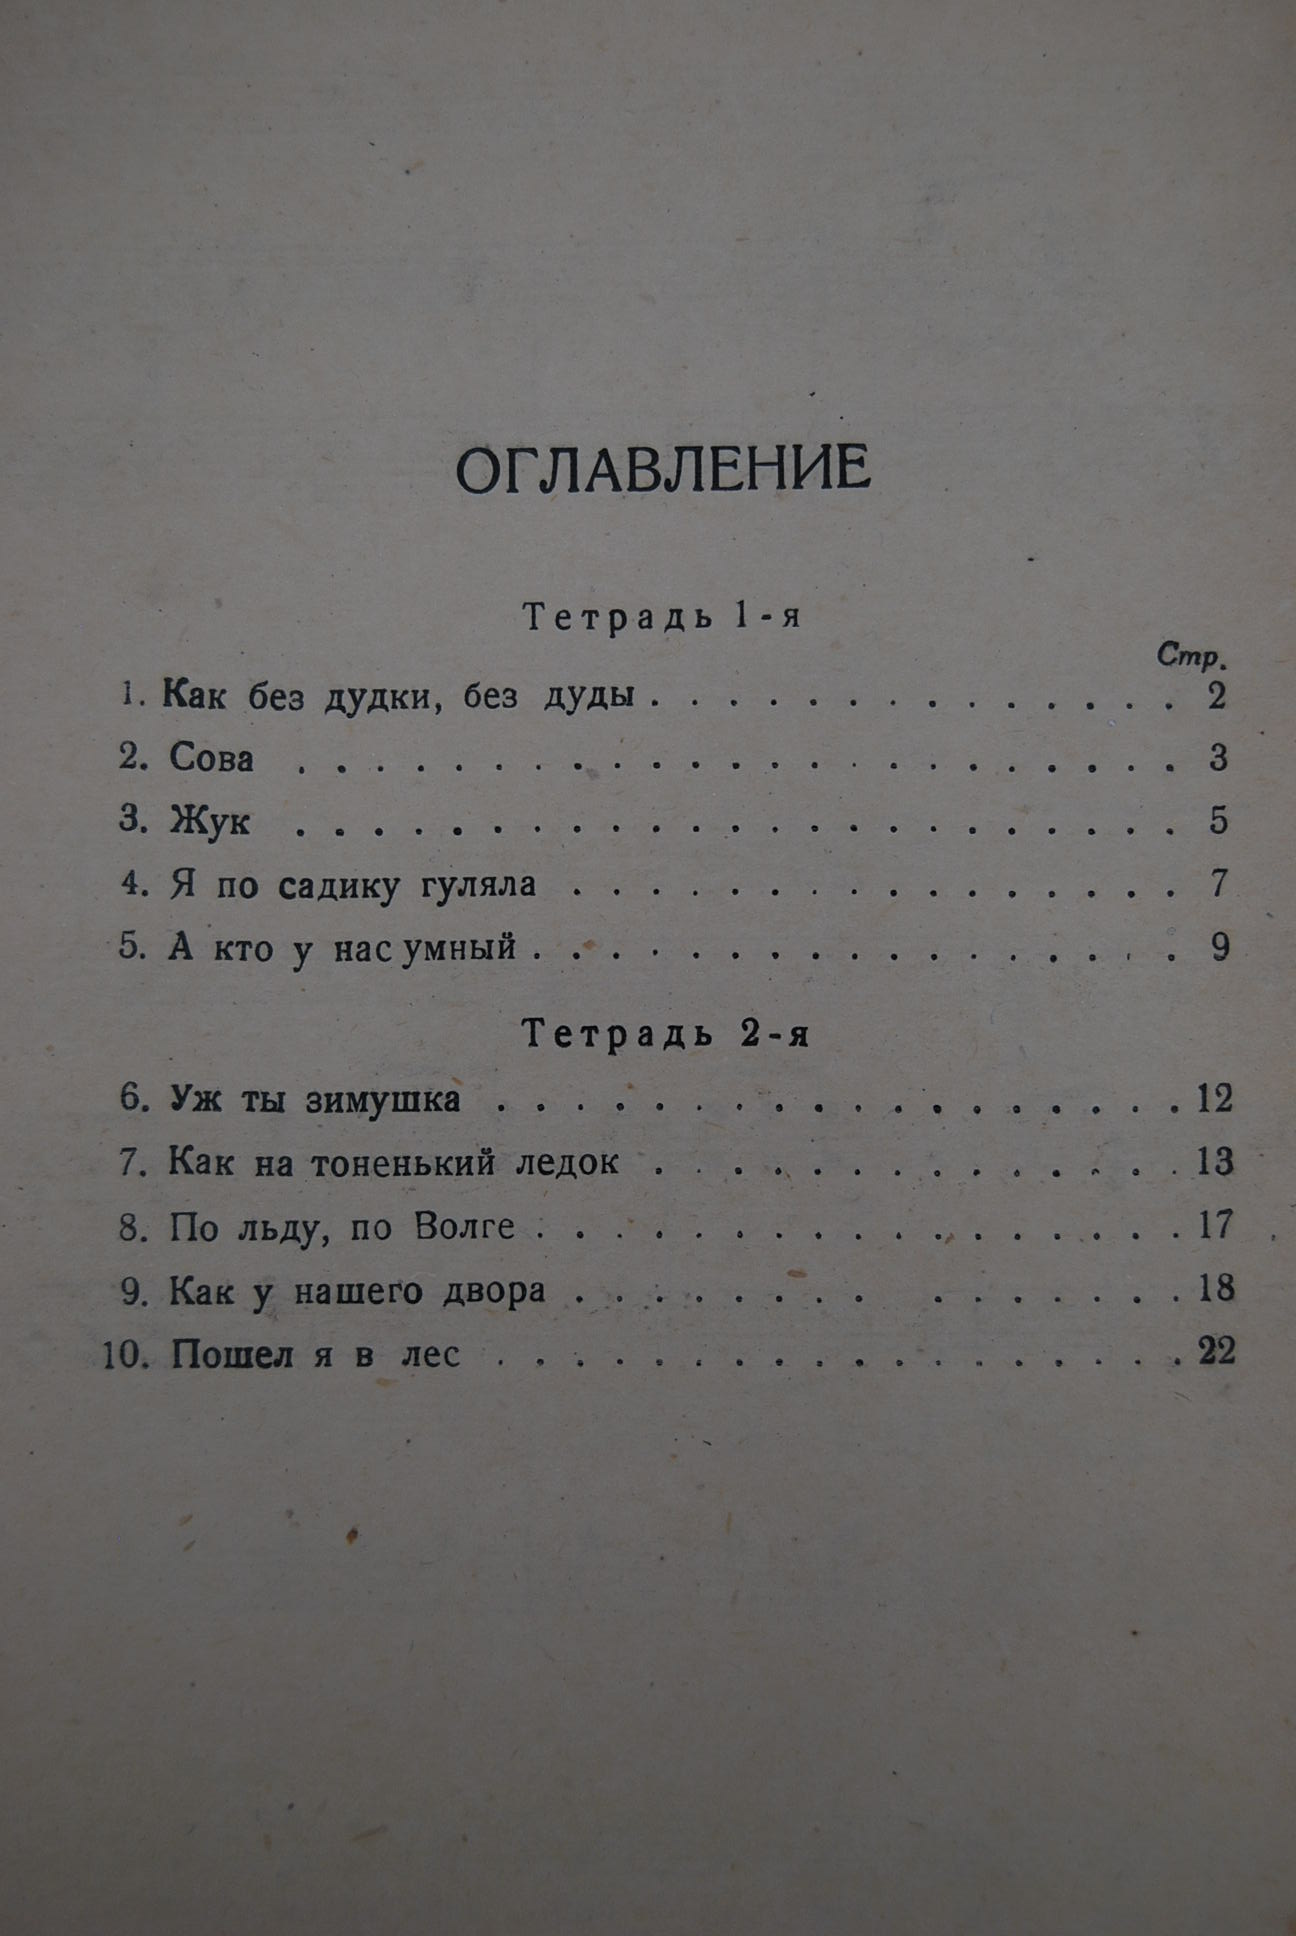 ОГЛАВЛЕНИЕ
Тетрадь 1-я
Стр.
1. Как без дудки, без дуды . . . . . . . . . . . . . . 2
2. Сова . . . . . . . . . . . . . . . . . . . . . . . 3
3. Жук . . . . . . . . . . . . . . . . . . . . . . . 5
4. Я по садику гуляла . . . . . . . . . . . . . . . . 7
5. А кто у нас умный . . . . . . . . . . . . . . . . . 9
Тетрадь 2-я
6. Уж ты зимушка . . . . . . . . . . . . . . . . . . 12
7. Как на тоненький ледок . . . . . . . . . . . . . . 13
8. По льду, по Волге . . . . . . . . . . . . . . . . . 17
9. Как у нашего двора . . . . . . . . . . . . . . . 18
10. Пошел я в лес . . . . . . . . . . . . . . . . . . 22